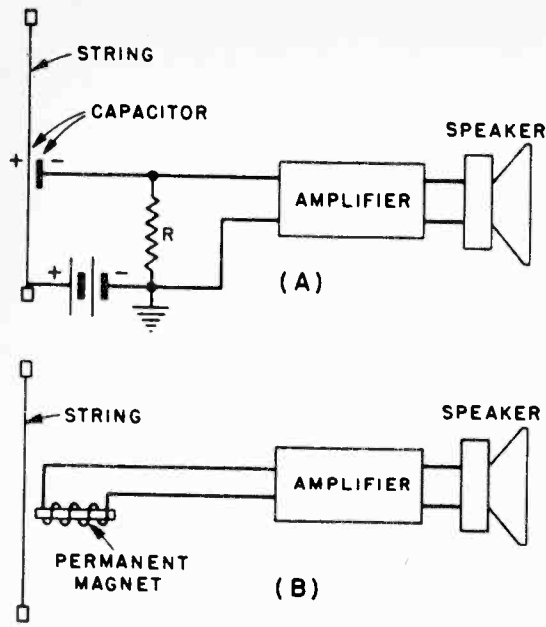 STRING
CAPACITOR
+ -
SPEAKER
AMPLIFIER
R
+ -
(A)
STRING
SPEAKER
AMPLIFIER
PERMANENT
MAGNET
(B)